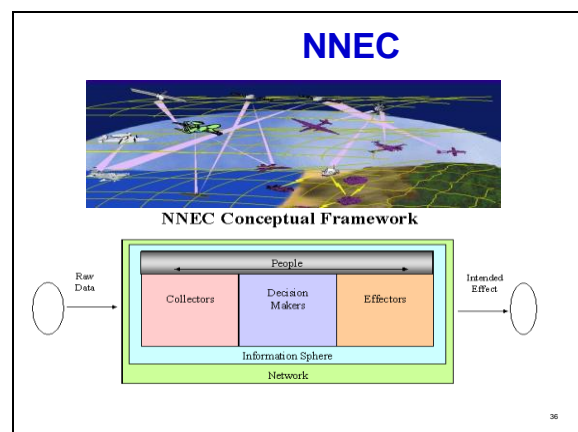 NNEC
NNEC Conceptual Framework
People
Raw
Data
Collectors
Decision
Makers
Effectors
Intended
Effect
Information Sphere
Network
36